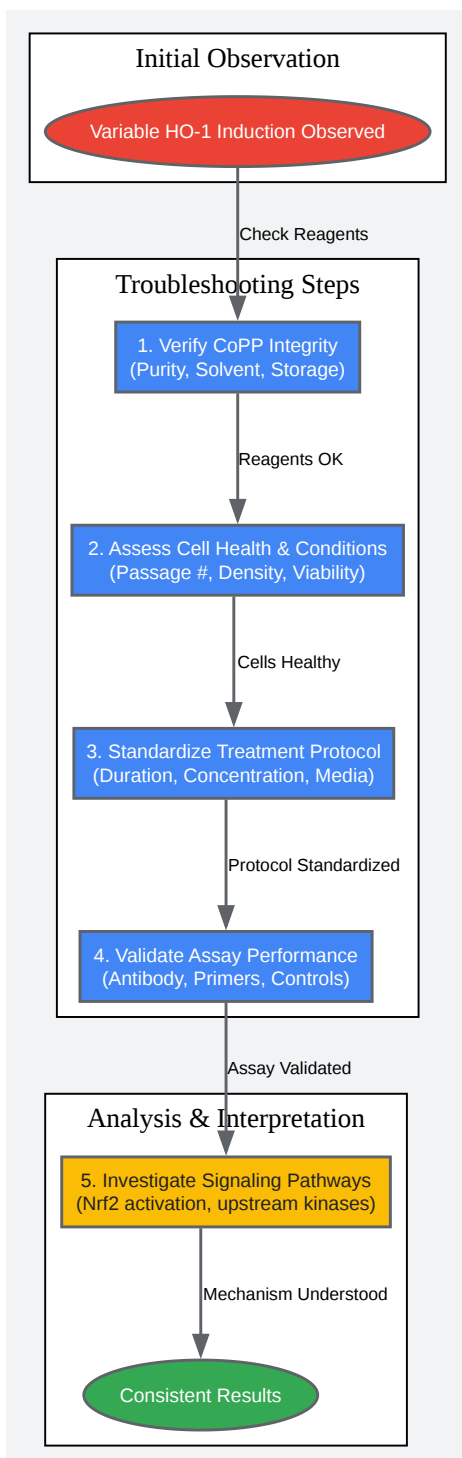 Initial Observation
Variable HO-1 Induction Observed
Check Reagents
Troubleshooting Steps
1. Verify CoPP Integrity
(Purity, Solvent, Storage)
Reagents OK
2. Assess Cell Health & Conditions
(Passage #, Density, Viability)
Cells Healthy
3. Standardize Treatment Protocol
(Duration, Concentration, Media)
Protocol Standardized
4. Validate Assay Performance
(Antibody, Primers, Controls)
Assay Validated
Analysis & Interpretation
5. Investigate Signaling Pathways
(Nrf2 activation, upstream kinases)
Mechanism Understood
Consistent Results